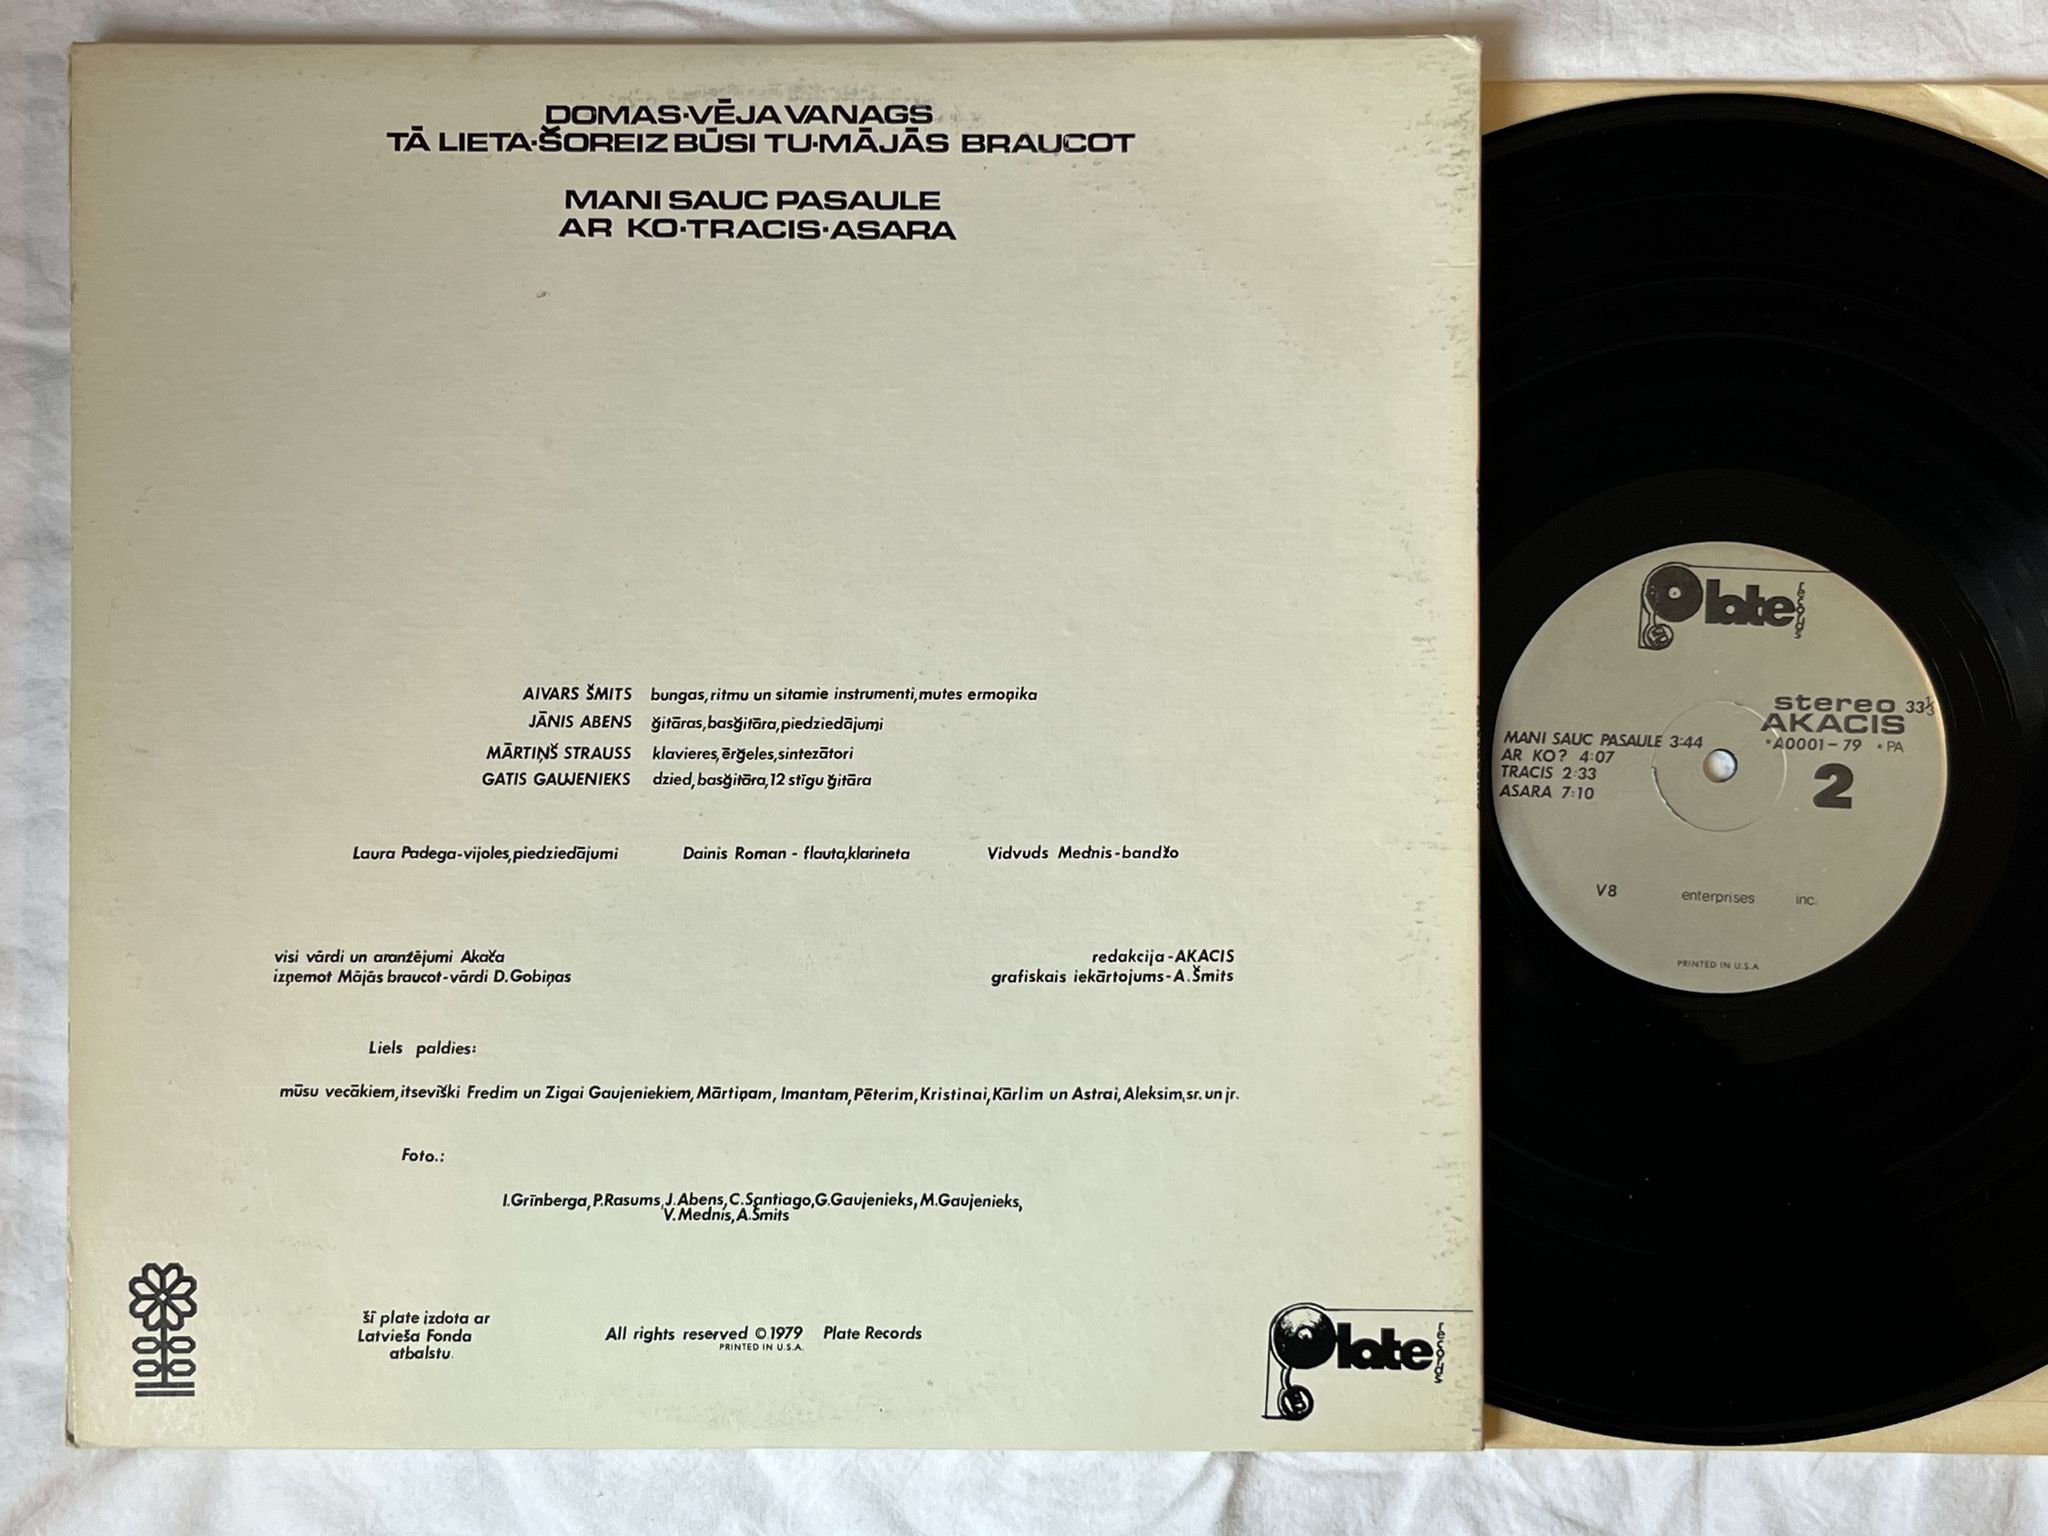 DOMAS·VĒJA VANAGS
TĀ LIETA·ŠOREIZ BŪSI TU·MĀJĀS BRAUCOT
MANI SAUC PASAULE
AR KO·TRACIS·ASARA
AIVARS ŠMITS bungas, ritmu un sitamie instrumenti, mutes ermoņika
JĀNIS ABENS ģitāras, basģitāra, piedziedājumi
MĀRTIŅŠ STRAUSS klavieres, ērģeles, sintezātori
GATIS GAUJENIEKS dzied, basģitāra, 12 stīgu ģitāra
Laura Padega-vijoles, piedziedājumi Dainis Roman - flauta, klarineta Vidvuds Mednis-bandžo
visi vārdi un aranžējumi Akača
izņemot Mājās braucot-vārdi D. Gobiņas
redakcija-AKACIS
grafiskais iekārtojums-A. Šmits
Liels paldies:
mūsu vecākiem, itsevīški Fredim un Zigai Gaujeniekiem, Mārtiņam, Imantam, Pēterim, Kristinai, Kārlim un Astrai, Aleksim, sr. un jr.
Foto.:
I. Grīnberga, P. Rasums, J. Abens, C. Santiago, G. Gaujenieks, M. Gaujenieks,
V. Mednis, A. Šmits
šī plate izdota ar
Latvieša Fonda
atbalstu.
All rights reserved © 1979 Plate Records
PRINTED IN U.S.A.
Plate records
Plate records
stereo 33⅓
AKACIS
*A0001-79 *PA
2
MANI SAUC PASAULE 3:44
AR KO? 4:07
TRACIS 2:33
ASARA 7:10
V8 enterprises inc.
PRINTED IN U.S.A